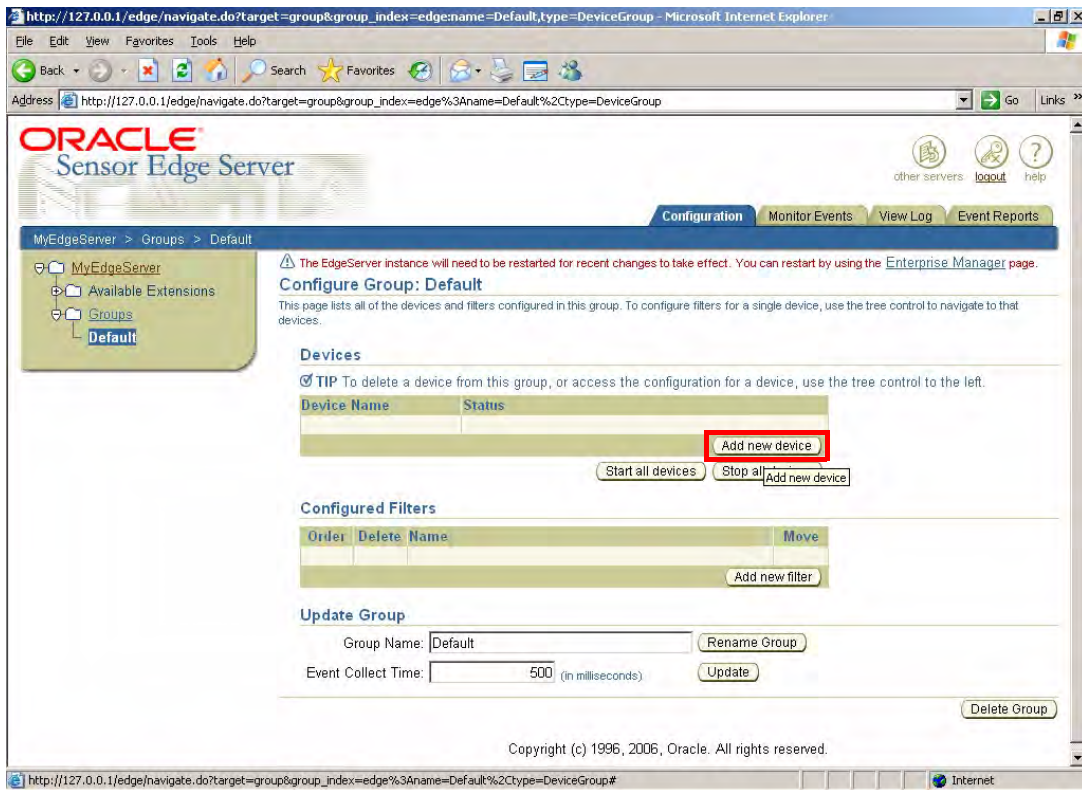 http://127.0.0.1/edge/navigate.do?target=group&group_index=edge:name=Default,type=DeviceGroup - Microsoft Internet Explorer
File Edit View Favorites Tools Help
Back Search Favorites
Address http://127.0.0.1/edge/navigate.do?target=group&group_index=edge%3Aname=Default%2Ctype=DeviceGroup Go Links »
ORACLE
Sensor Edge Server
other servers logout help
Configuration Monitor Events View Log Event Reports
MyEdgeServer > Groups > Default
MyEdgeServer
Available Extensions
Groups
Default
The EdgeServer instance will need to be restarted for recent changes to take effect. You can restart by using the Enterprise Manager page.
Configure Group: Default
This page lists all of the devices and filters configured in this group. To configure filters for a single device, use the tree control to navigate to that
devices.
Devices
TIP To delete a device from this group, or access the configuration for a device, use the tree control to the left.
Device Name Status
Add new device
Start all devices Stop all
Add new device
Configured Filters
Order Delete Name Move
Add new filter
Update Group
Group Name: Default Rename Group
Event Collect Time: 500 (in milliseconds) Update
Delete Group
Copyright (c) 1996, 2006, Oracle. All rights reserved.
http://127.0.0.1/edge/navigate.do?target=group&group_index=edge%3Aname=Default%2Ctype=DeviceGroup# Internet